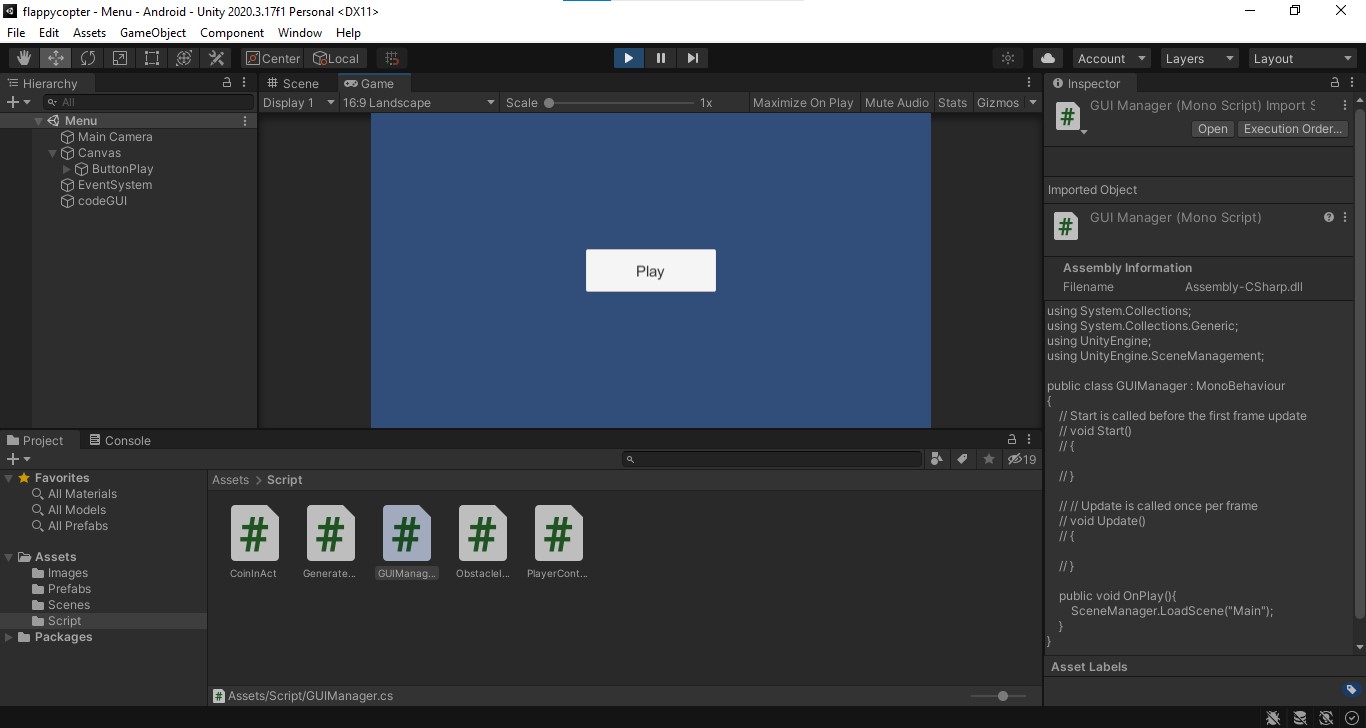 flappycopter - Menu - Android - Unity 2020.3.17f1 Personal <DX11>
File Edit Assets GameObject Component Window Help
Center Local Account Layers Layout
Hierarchy
All
Menu
Main Camera
Canvas
ButtonPlay
EventSystem
codeGUI
Scene Game
Display 1 16:9 Landscape Scale 1x Maximize On Play Mute Audio Stats Gizmos
Play
Inspector
GUI Manager (Mono Script) Import S
Open Execution Order...
Imported Object
GUI Manager (Mono Script)
Assembly Information
Filename Assembly-CSharp.dll
using System.Collections;
using System.Collections.Generic;
using UnityEngine;
using UnityEngine.SceneManagement;
public class GUIManager : MonoBehaviour
{
// Start is called before the first frame update
// void Start()
// {
// }
// // Update is called once per frame
// void Update()
// {
// }
public void OnPlay(){
SceneManager.LoadScene("Main");
}
}
Asset Labels
Project Console
19
Favorites
All Materials
All Models
All Prefabs
Assets
Images
Prefabs
Scenes
Script
Packages
Assets > Script
CoinInAct Generate... GUIManag... ObstacleI... PlayerCont...
Assets/Script/GUIManager.cs